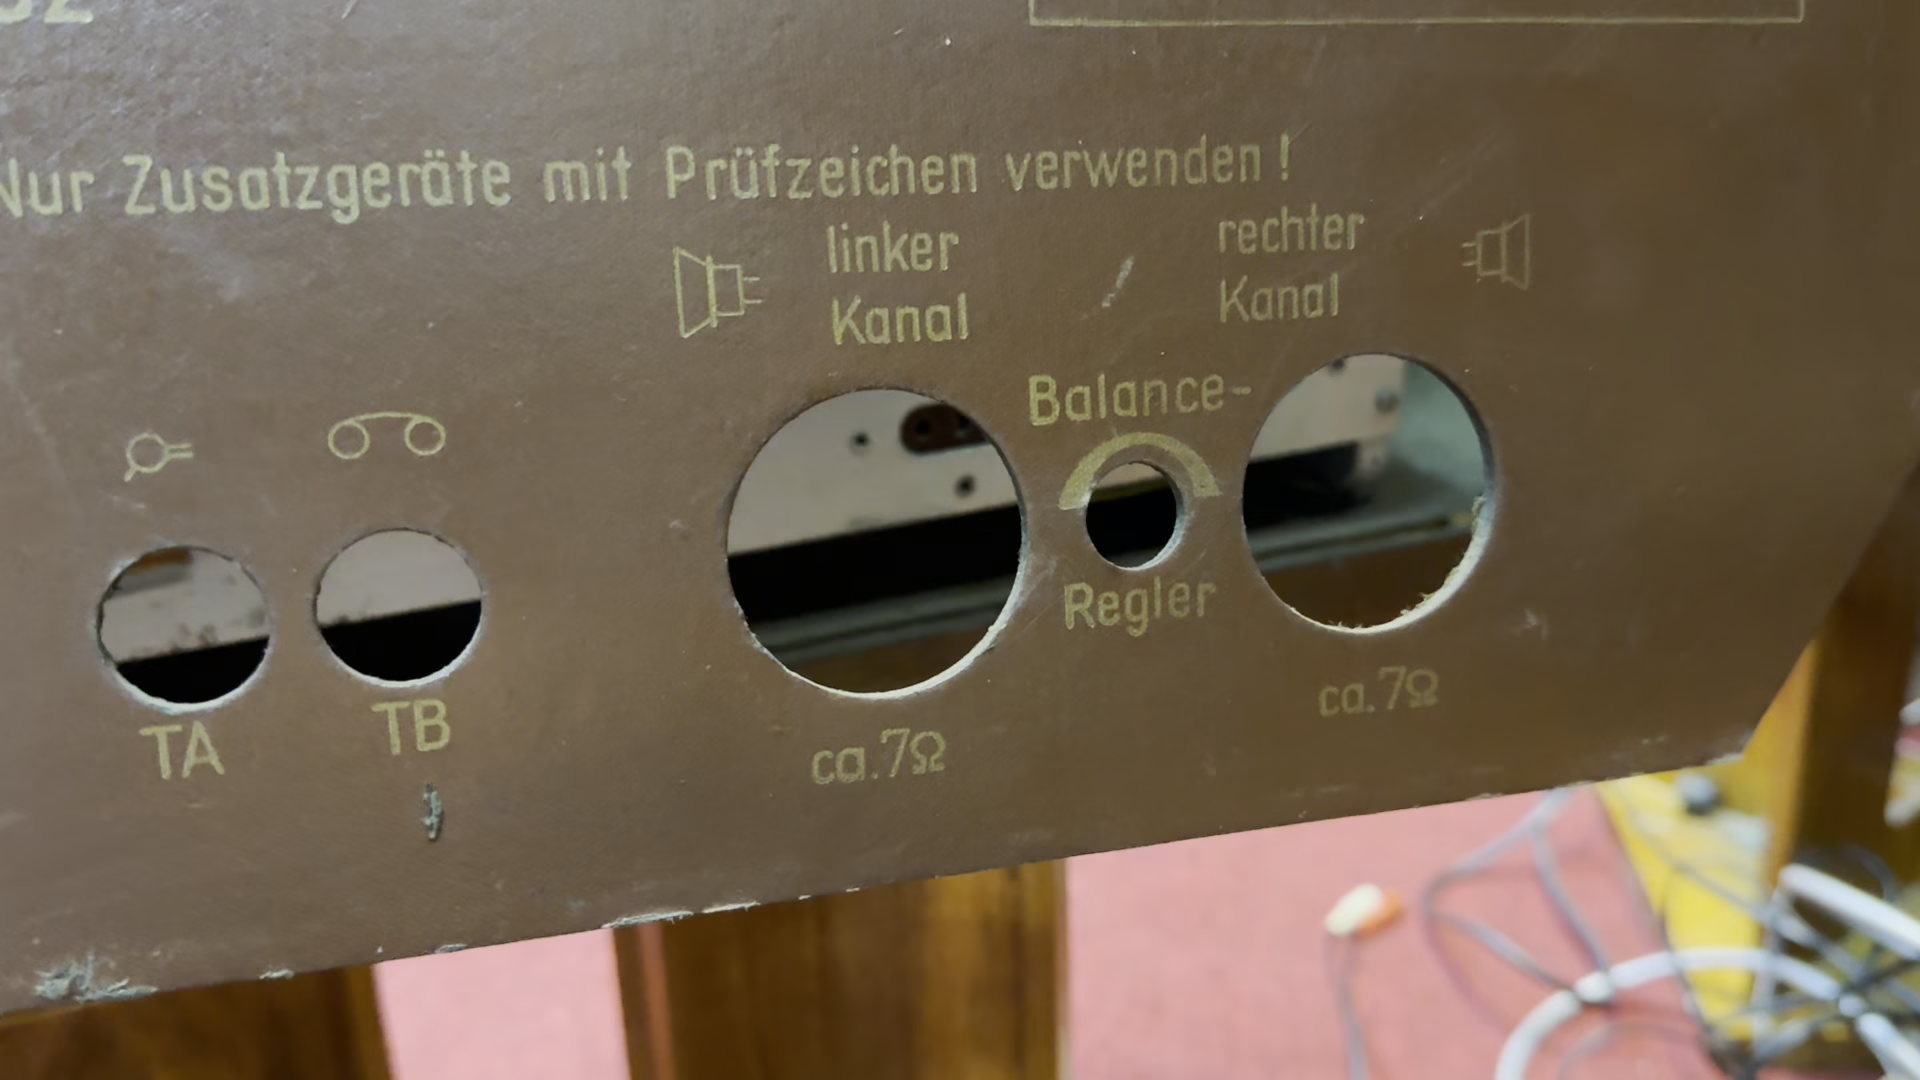 Nur Zusatzgeräte mit Prüfzeichen verwenden!
linker
Kanal
rechter
Kanal
Balance-
Regler
TA
TB
ca.7Ω
ca.7Ω